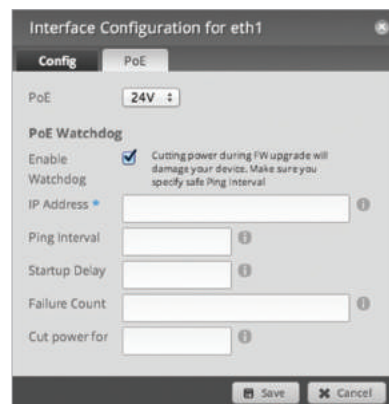 Interface Configuration for eth1
Config PoE
PoE 24V
PoE Watchdog
Enable Watchdog
Cutting power during FW upgrade will
damage your device. Make sure you
specify safe Ping Interval
IP Address *
Ping Interval
Startup Delay
Failure Count
Cut power for
Save Cancel